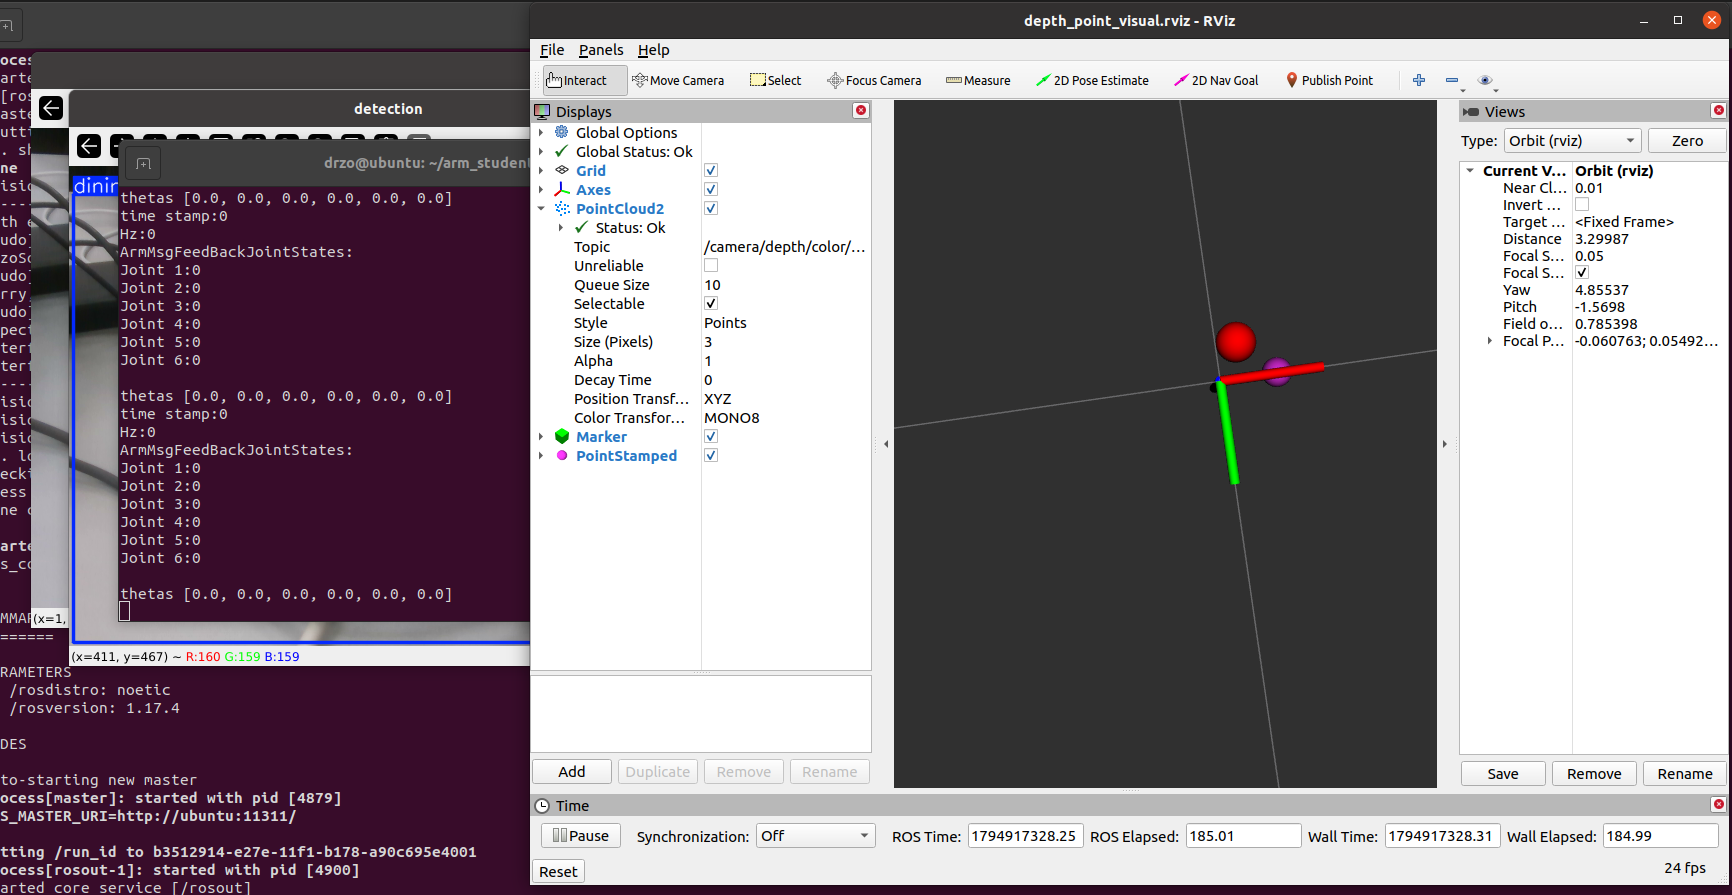 depth_point_visual.rviz - RViz
File Panels Help
Interact Move Camera Select Focus Camera Measure 2D Pose Estimate 2D Nav Goal Publish Point
Displays
Global Options
Global Status: Ok
Grid
Axes
PointCloud2
Status: Ok
Topic /camera/depth/color/…
Unreliable
Queue Size 10
Selectable
Style Points
Size (Pixels) 3
Alpha 1
Decay Time 0
Position Transf… XYZ
Color Transfor… MONO8
Marker
PointStamped
Add Duplicate Remove Rename
Views
Type: Orbit (rviz) Zero
Current V… Orbit (rviz)
Near Cl… 0.01
Invert …
Target … <Fixed Frame>
Distance 3.29987
Focal S… 0.05
Focal S…
Yaw 4.85537
Pitch -1.5698
Field o… 0.785398
Focal P… -0.060763; 0.05492…
Save Remove Rename
Time
Pause Synchronization: Off ROS Time: 1794917328.25 ROS Elapsed: 185.01 Wall Time: 1794917328.31 Wall Elapsed: 184.99
Reset 24 fps
detection
drzo@ubuntu: ~/arm_student
thetas [0.0, 0.0, 0.0, 0.0, 0.0, 0.0]
time stamp:0
Hz:0
ArmMsgFeedBackJointStates:
Joint 1:0
Joint 2:0
Joint 3:0
Joint 4:0
Joint 5:0
Joint 6:0
thetas [0.0, 0.0, 0.0, 0.0, 0.0, 0.0]
time stamp:0
Hz:0
ArmMsgFeedBackJointStates:
Joint 1:0
Joint 2:0
Joint 3:0
Joint 4:0
Joint 5:0
Joint 6:0
thetas [0.0, 0.0, 0.0, 0.0, 0.0, 0.0]
(x=1,
(x=411, y=467) ~ R:160 G:159 B:159
======
RAMETERS
/rosdistro: noetic
/rosversion: 1.17.4
DES
to-starting new master
ocess[master]: started with pid [4879]
S_MASTER_URI=http://ubuntu:11311/
tting /run_id to b3512914-e27e-11f1-b178-a90c695e4001
ocess[rosout-1]: started with pid [4900]
arted core service [/rosout]